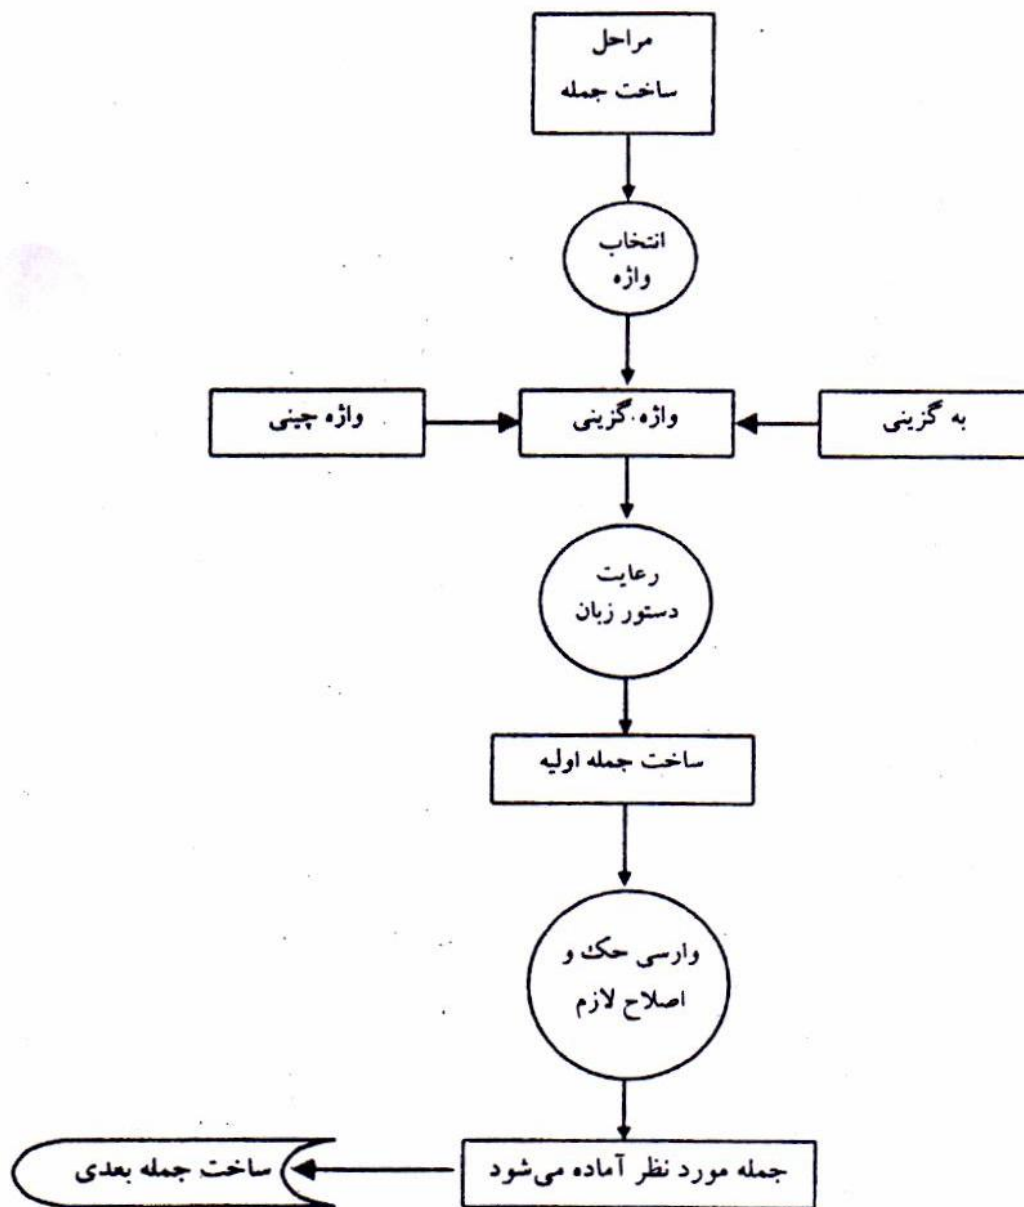 مراحل
ساخت جمله
انتخاب
واژه
به گزینی
واژه گزینی
واژه چینی
رعایت
دستور زبان
ساخت جمله اولیه
وارسی حک و
اصلاح لازم
جمله مورد نظر آماده می‌شود
ساخت جمله بعدی